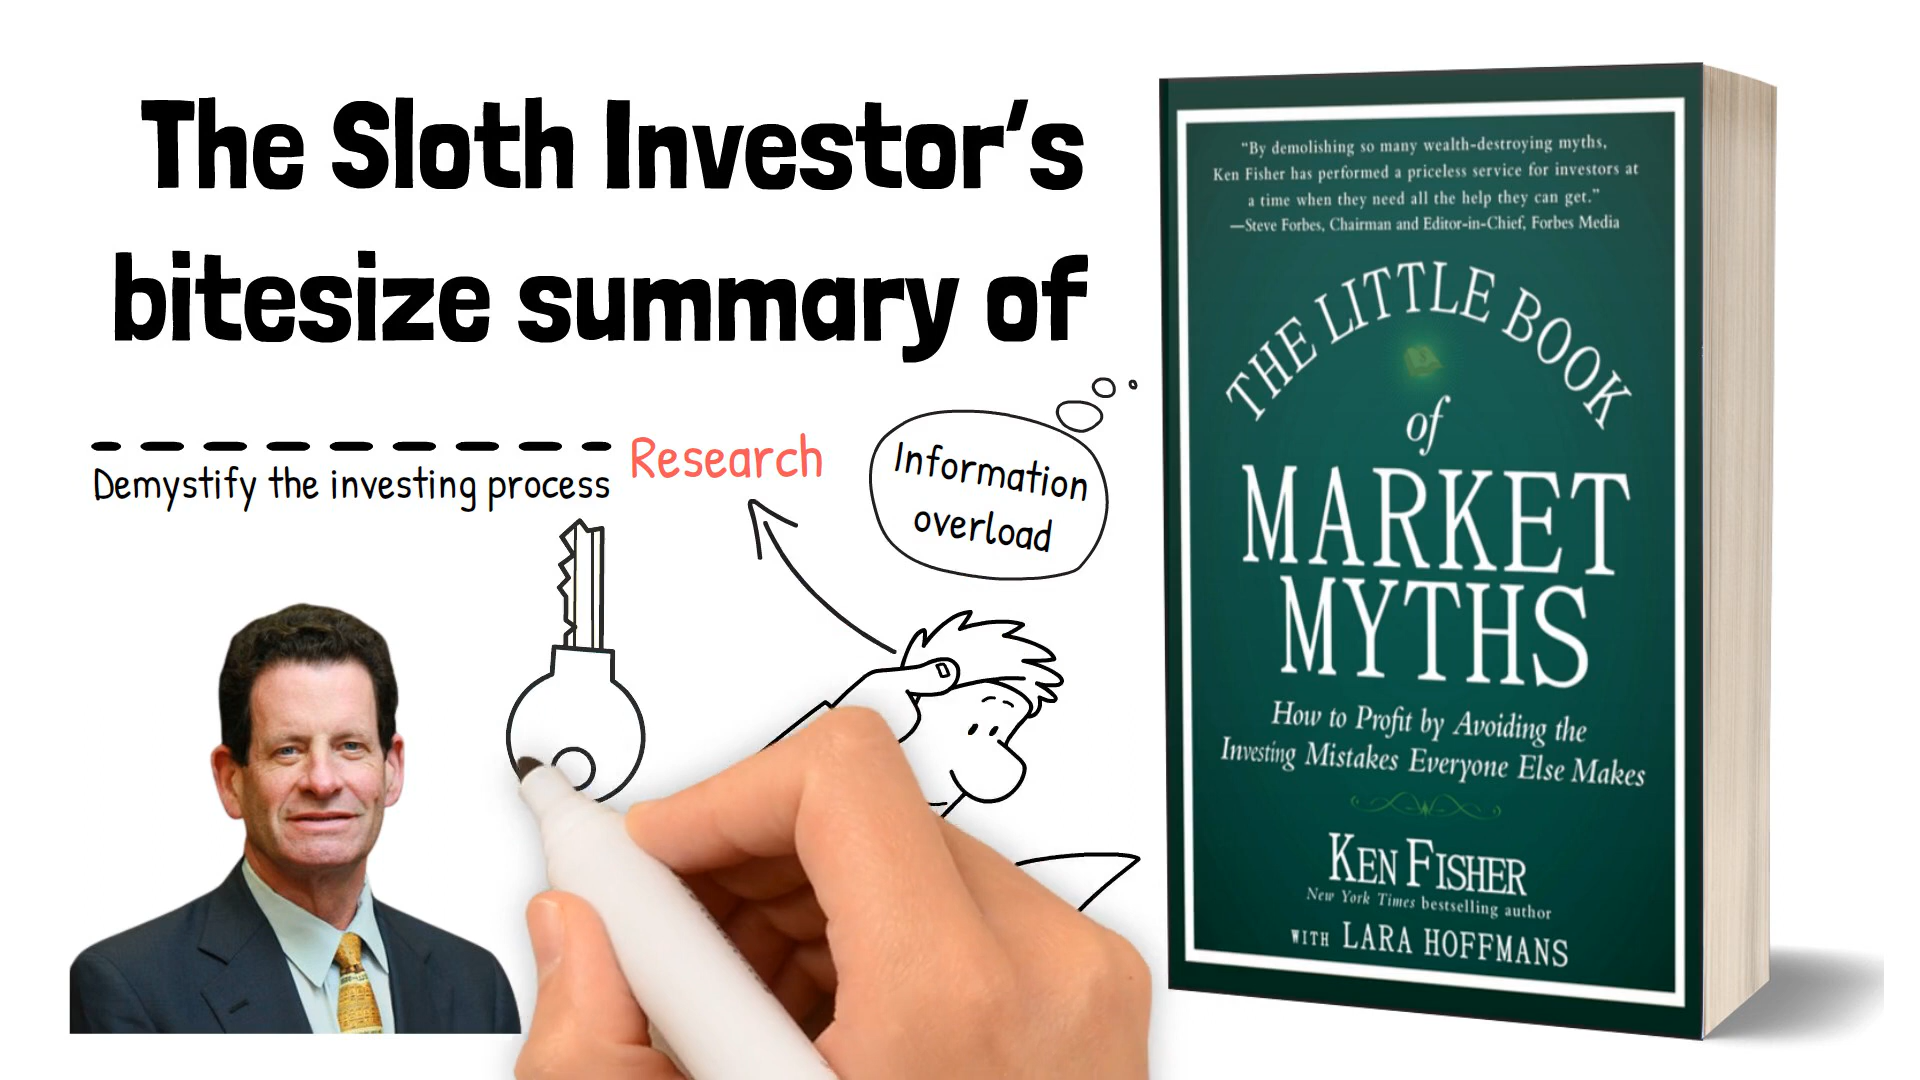 The Sloth Investor's
bitesize summary of
Demystify the investing process
Research
Information
overload
"By demolishing so many wealth-destroying myths,
Ken Fisher has performed a priceless service for investors at
a time when they need all the help they can get."
—Steve Forbes, Chairman and Editor-in-Chief, Forbes Media
THE LITTLE BOOK
of
MARKET
MYTHS
How to Profit by Avoiding the
Investing Mistakes Everyone Else Makes
KEN FISHER
New York Times bestselling author
WITH LARA HOFFMANS